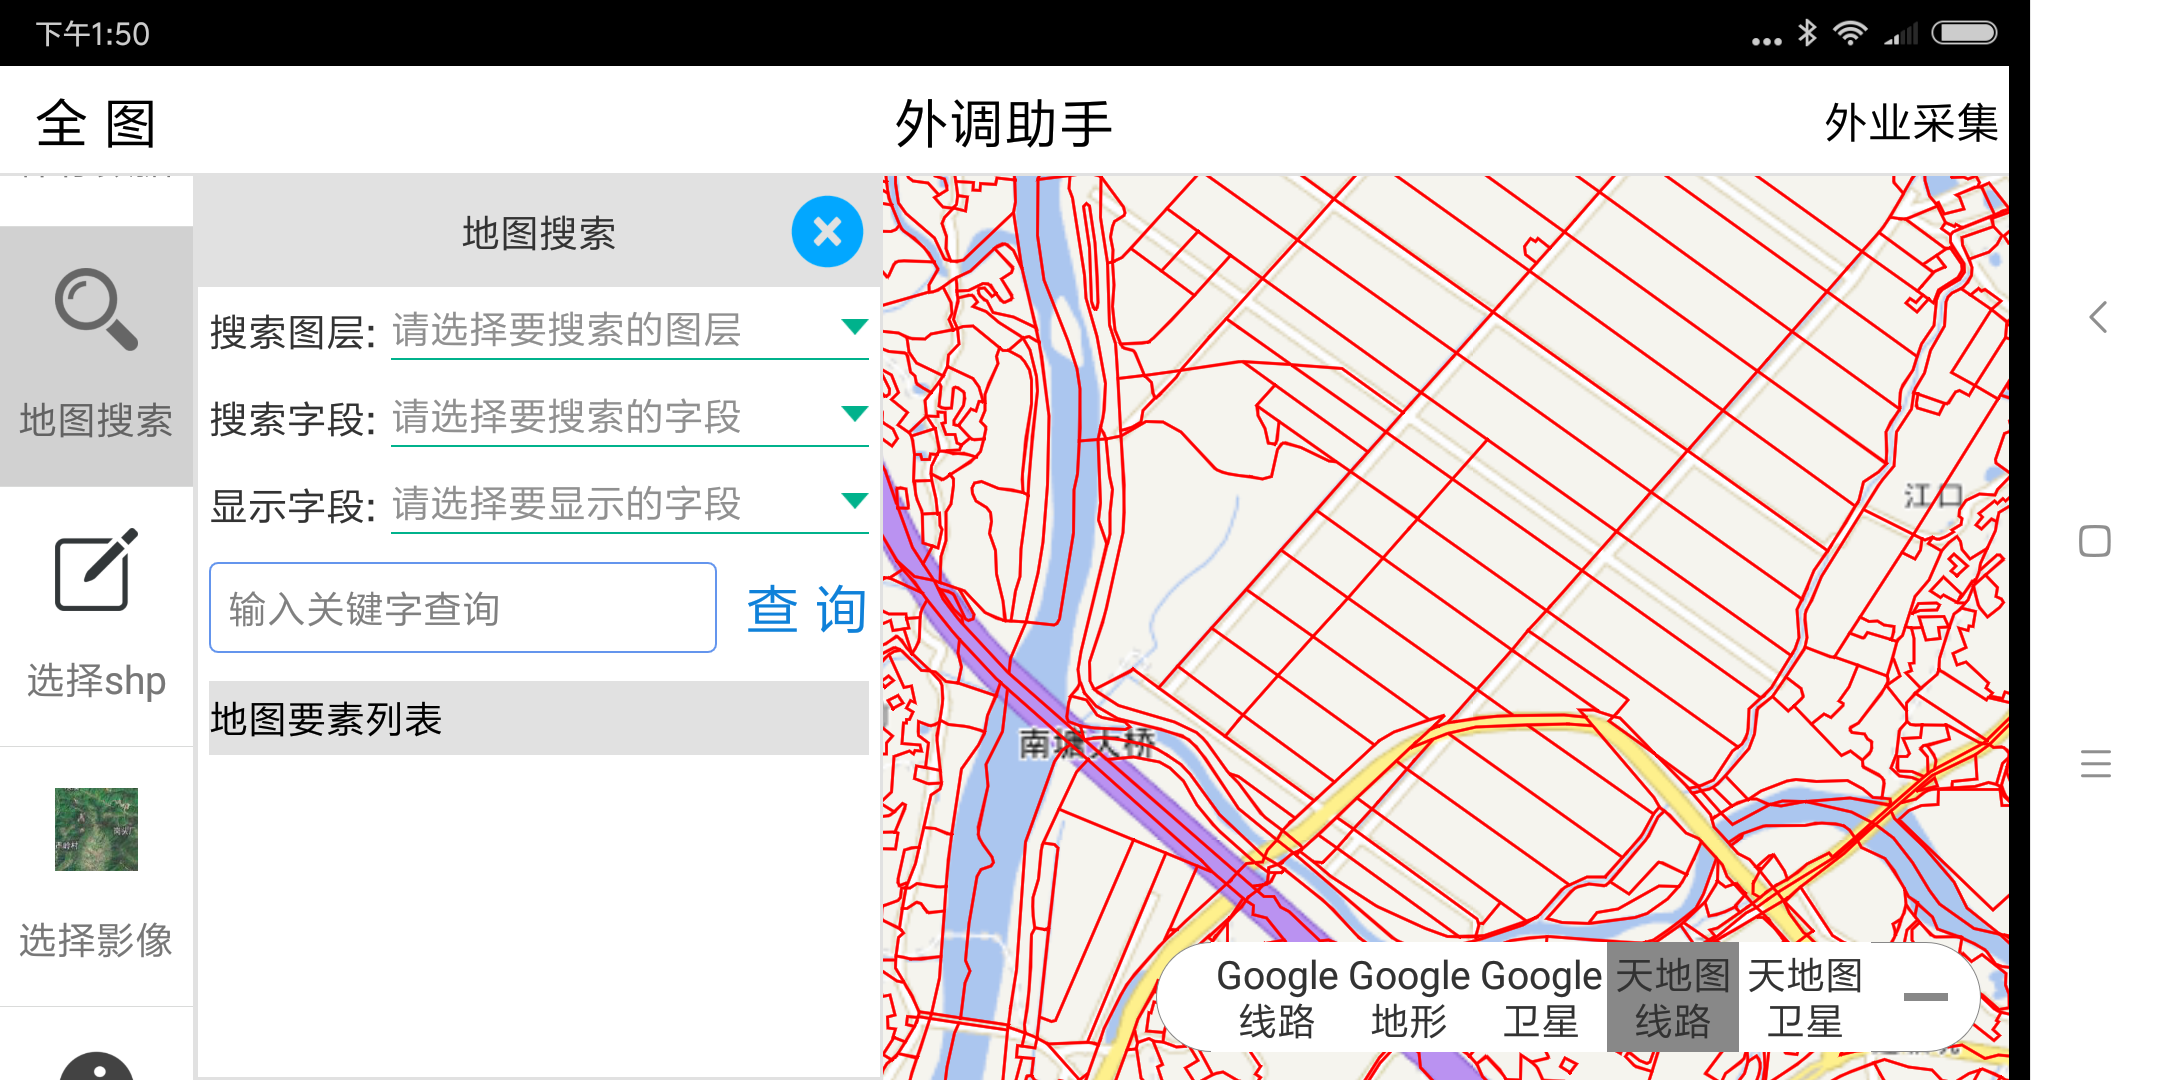 下午1:50
全 图
外调助手
外业采集
地图搜索
选择shp
选择影像
地图搜索
搜索图层: 请选择要搜索的图层
搜索字段: 请选择要搜索的字段
显示字段: 请选择要显示的字段
输入关键字查询
查 询
地图要素列表
江口
南塘大桥
Google 线路
Google 地形
Google 卫星
天地图 线路
天地图 卫星